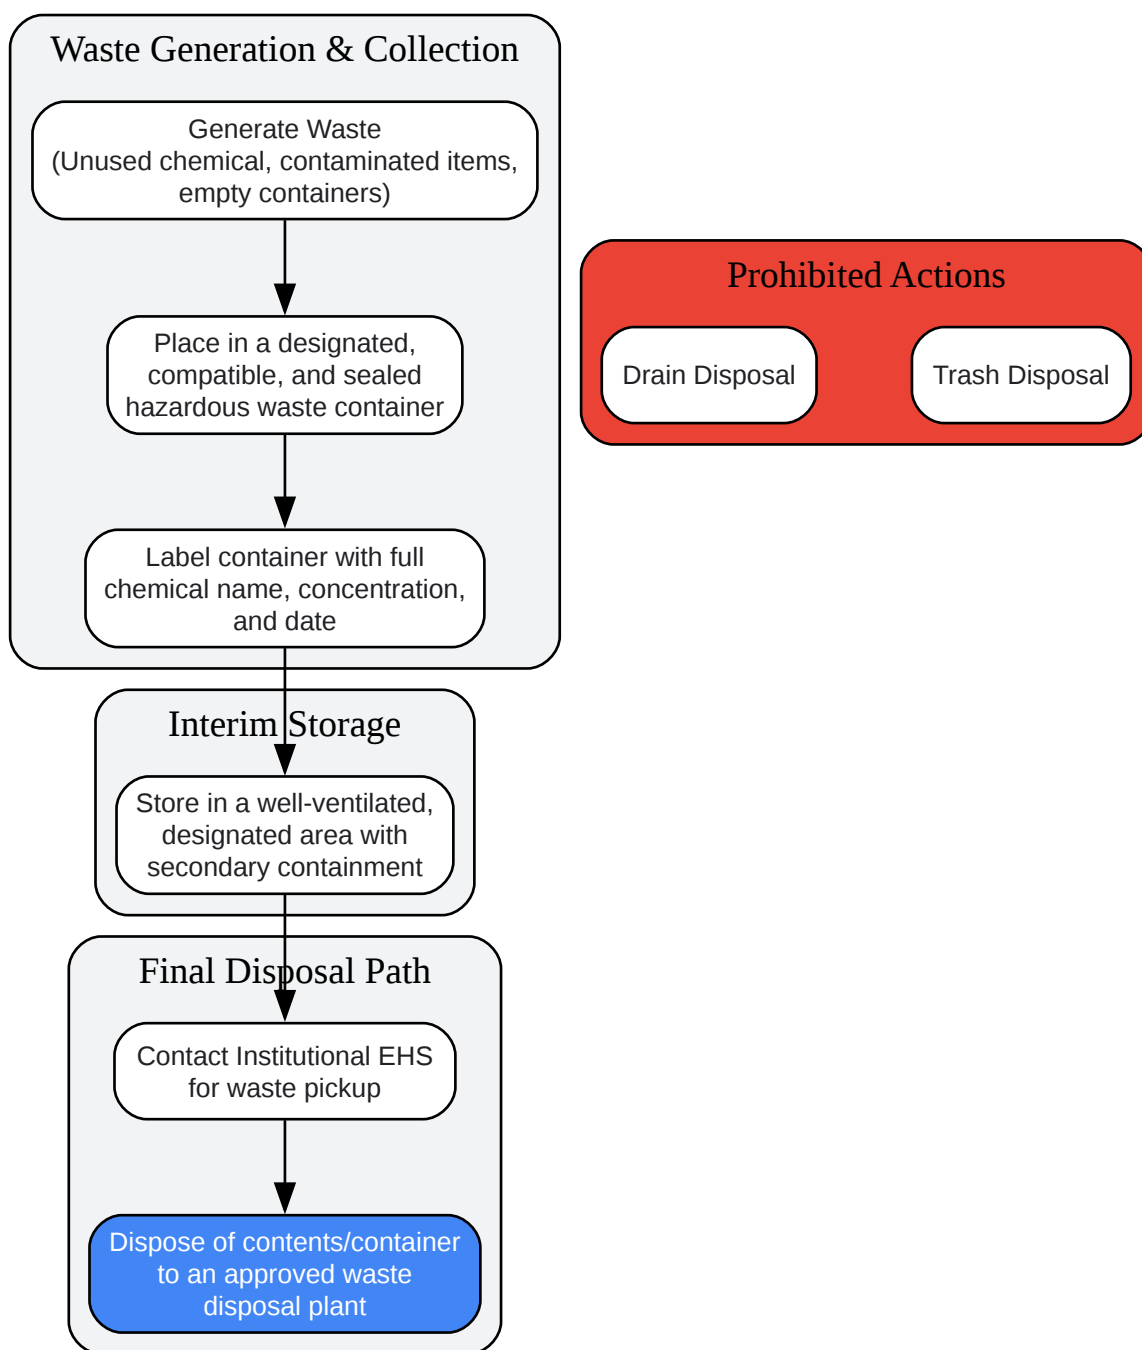 Waste Generation & Collection
Generate Waste
(Unused chemical, contaminated items,
empty containers)
Place in a designated,
compatible, and sealed
hazardous waste container
Label container with full
chemical name, concentration,
and date
Prohibited Actions
Drain Disposal
Trash Disposal
Interim Storage
Store in a well-ventilated,
designated area with
secondary containment
Final Disposal Path
Contact Institutional EHS
for waste pickup
Dispose of contents/container
to an approved waste
disposal plant